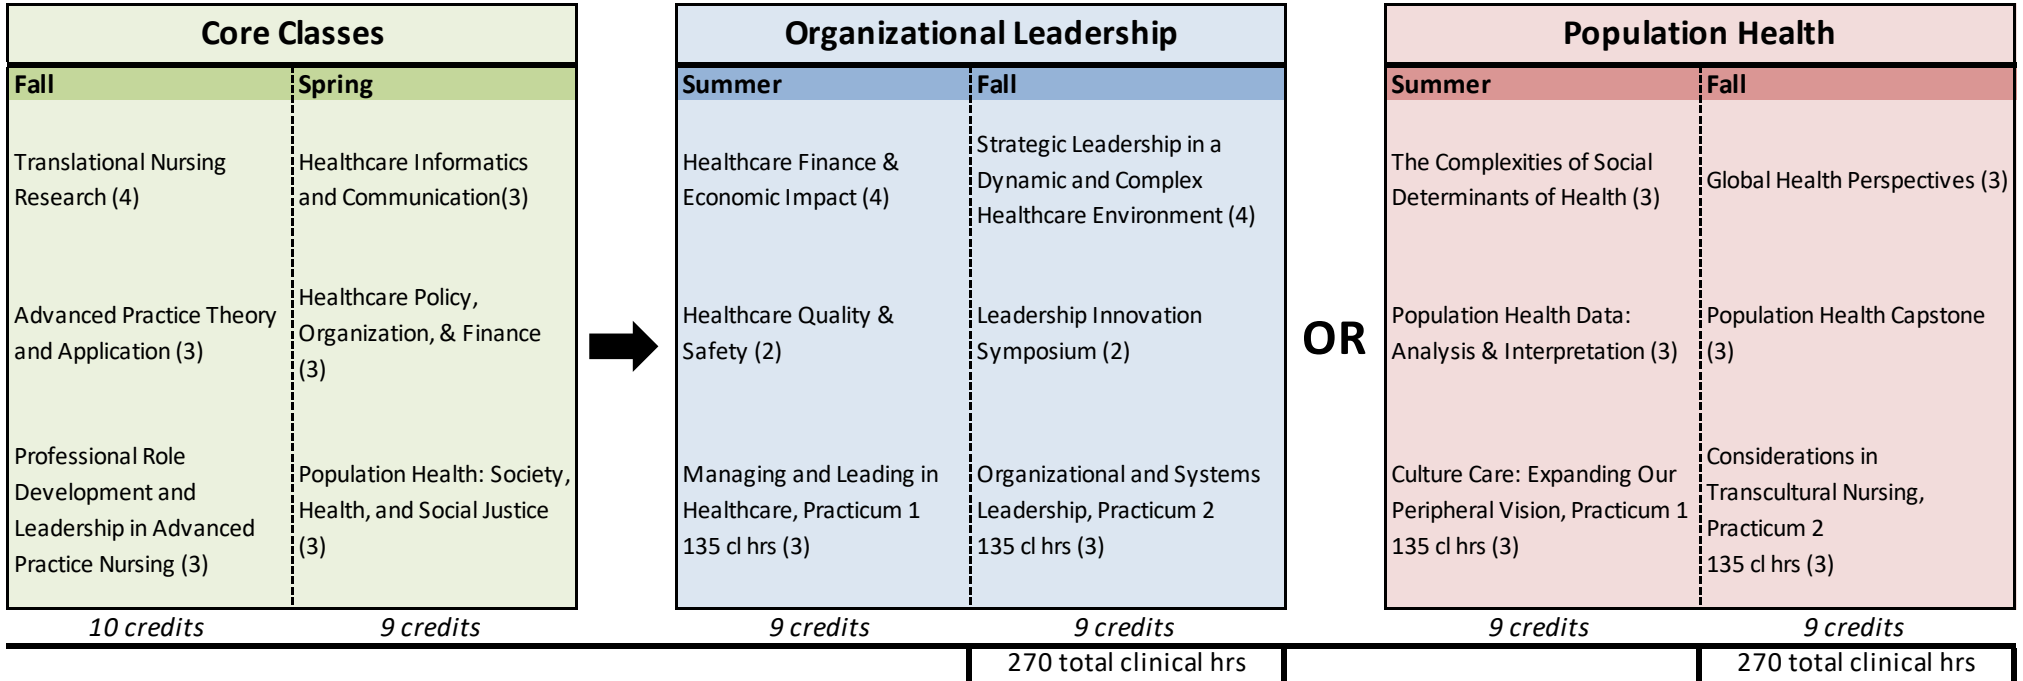 Core Classes
Fall
Translational Nursing
Research (4)
Advanced Practice Theory
and Application (3)
Professional Role
Development and
Leadership in Advanced
Practice Nursing (3)
10 credits
Spring
Healthcare Informatics
and Communication(3)
Healthcare Policy,
Organization, & Finance
(3)
Population Health: Society,
Health, and Social Justice
(3)
9 credits
Organizational Leadership
Summer
Healthcare Finance &
Economic Impact (4)
Healthcare Quality &
Safety (2)
Managing and Leading in
Healthcare, Practicum 1
135 cl hrs (3)
9 credits
Fall
Strategic Leadership in a
Dynamic and Complex
Healthcare Environment (4)
Leadership Innovation
Symposium (2)
Organizational and Systems
Leadership, Practicum 2
135 cl hrs (3)
9 credits
270 total clinical hrs
OR
Population Health
Summer
The Complexities of Social
Determinants of Health (3)
Population Health Data:
Analysis & Interpretation (3)
Culture Care: Expanding Our
Peripheral Vision, Practicum 1
135 cl hrs (3)
9 credits
Fall
Global Health Perspectives (3)
Population Health Capstone
(3)
Considerations in
Transcultural Nursing,
Practicum 2
135 cl hrs (3)
9 credits
270 total clinical hrs